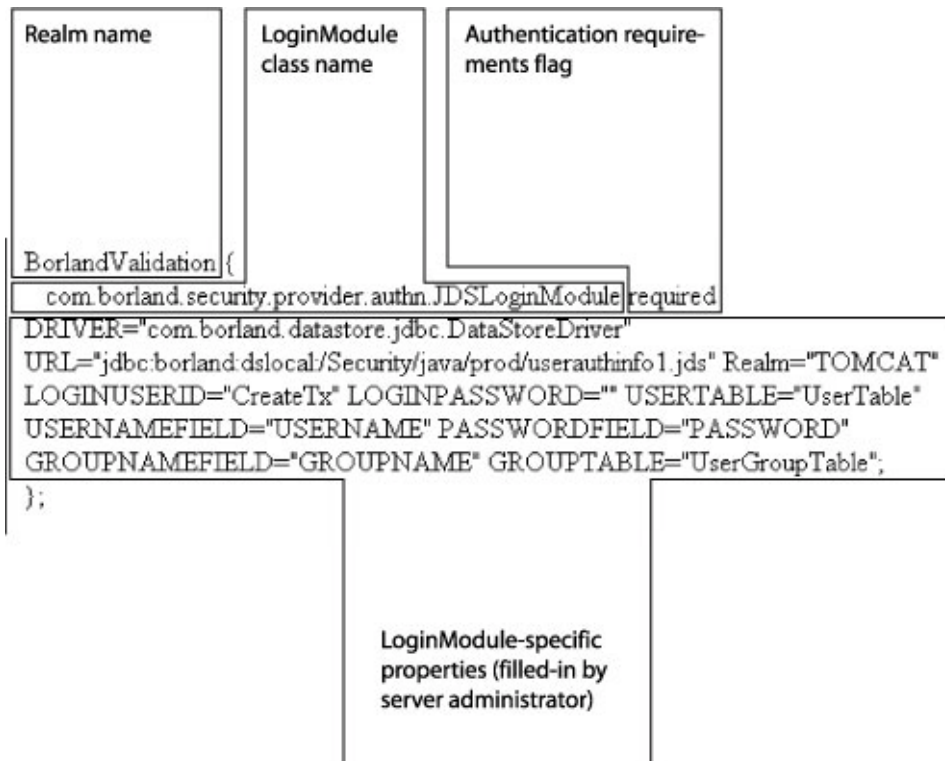 Realm name
LoginModule
class name
Authentication require-
ments flag
BorlandValidation {
com.borland.security.provider.authn.JDSLoginModule required
DRIVER="com.borland.datastore.jdbc.DataStoreDriver"
URL="jdbc:borland:dslocal:/Security/java/prod/userauthinfo1.jds" Realm="TOMCAT"
LOGINUSERID="CreateTx" LOGINPASSWORD="" USERTABLE="UserTable"
USERNAMEFIELD="USERNAME" PASSWORDFIELD="PASSWORD"
GROUPNAMEFIELD="GROUPNAME" GROUPTABLE="UserGroupTable";
};
LoginModule-specific
properties (filled-in by
server administrator)